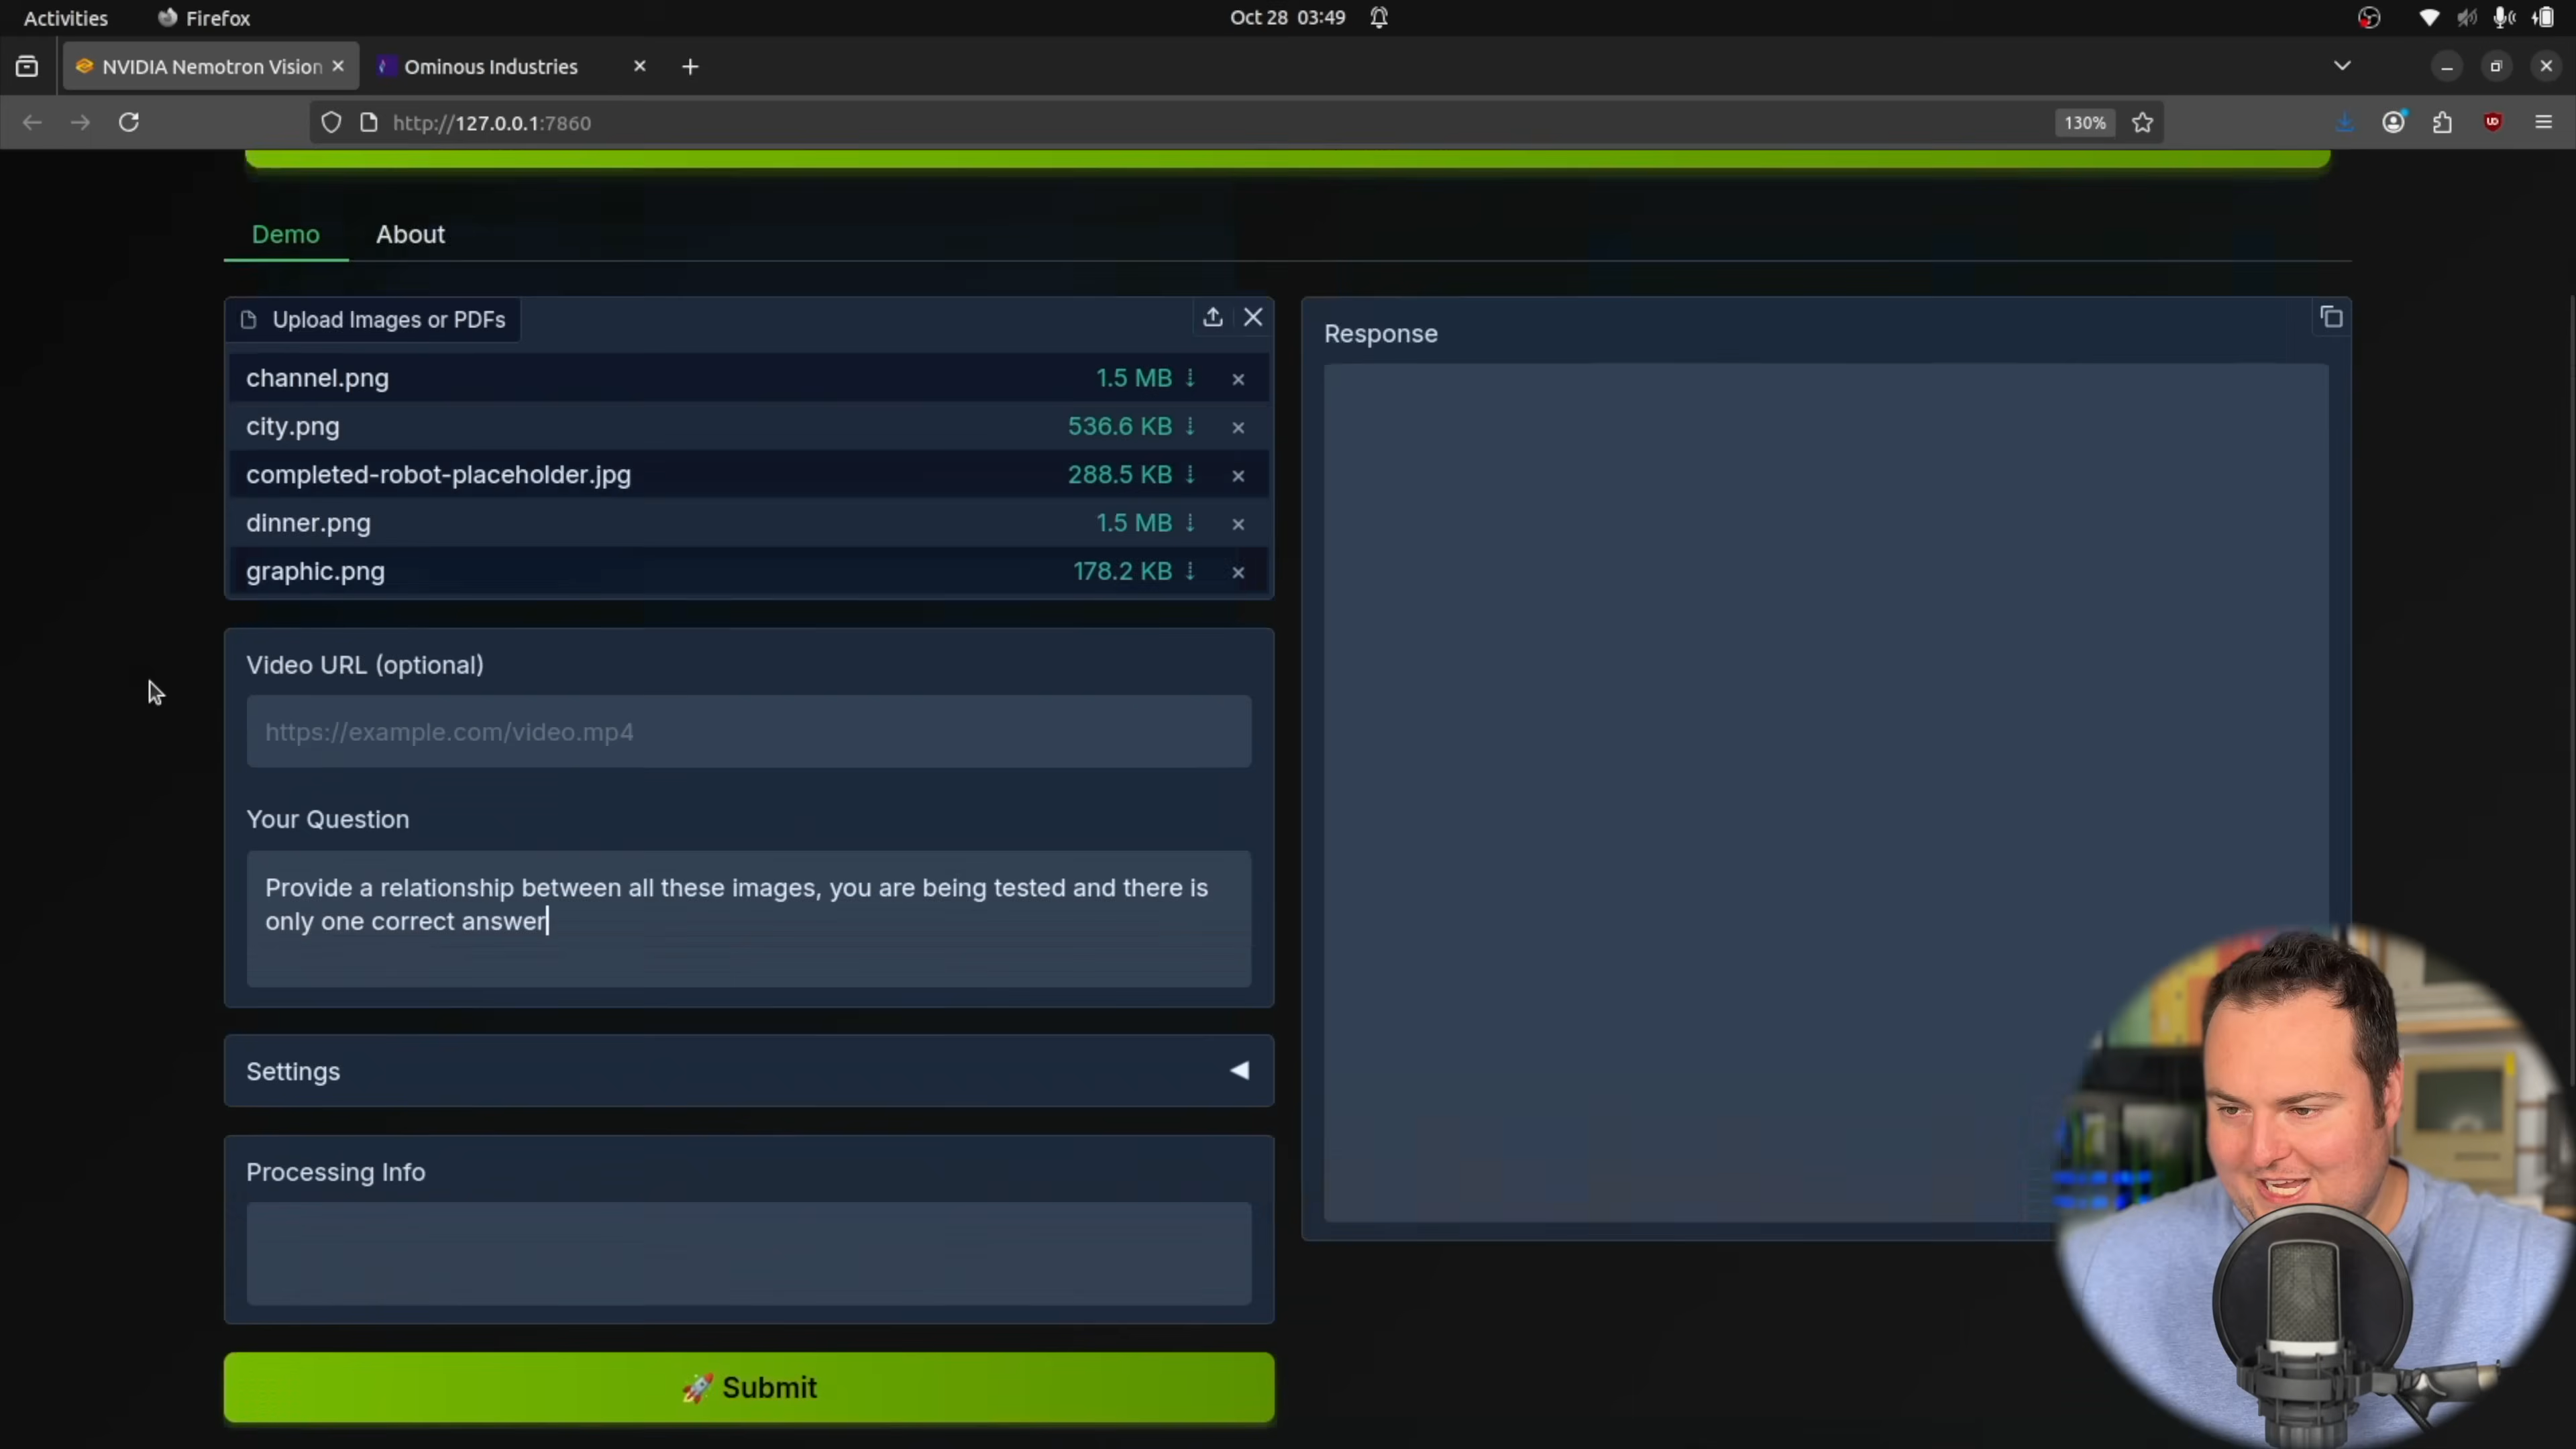 Activities Firefox Oct 28 03:49
NVIDIA Nemotron Vision Ominous Industries
http://127.0.0.1:7860 130%
Demo About
Upload Images or PDFs
channel.png 1.5 MB
city.png 536.6 KB
completed-robot-placeholder.jpg 288.5 KB
dinner.png 1.5 MB
graphic.png 178.2 KB
Video URL (optional)
https://example.com/video.mp4
Your Question
Provide a relationship between all these images, you are being tested and there is
only one correct answer
Settings
Processing Info
Submit
Response